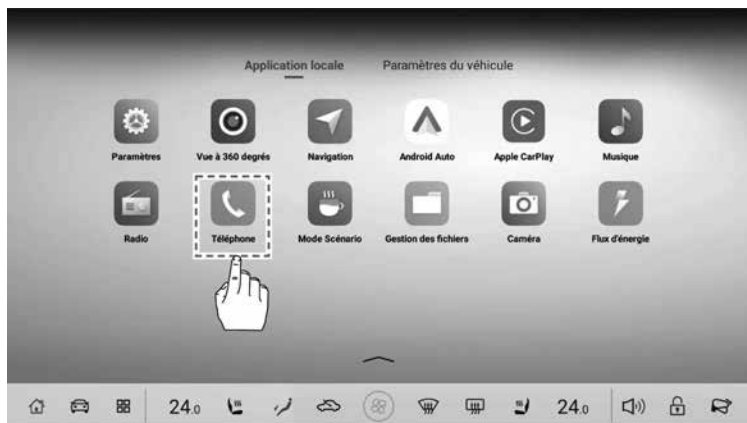 Application locale Paramètres du véhicule
Paramètres Vue à 360 degrés Navigation Android Auto Apple CarPlay Musique
Radio Téléphone Mode Scénario Gestion des fichiers Caméra Flux d'énergie
24.0 24.0